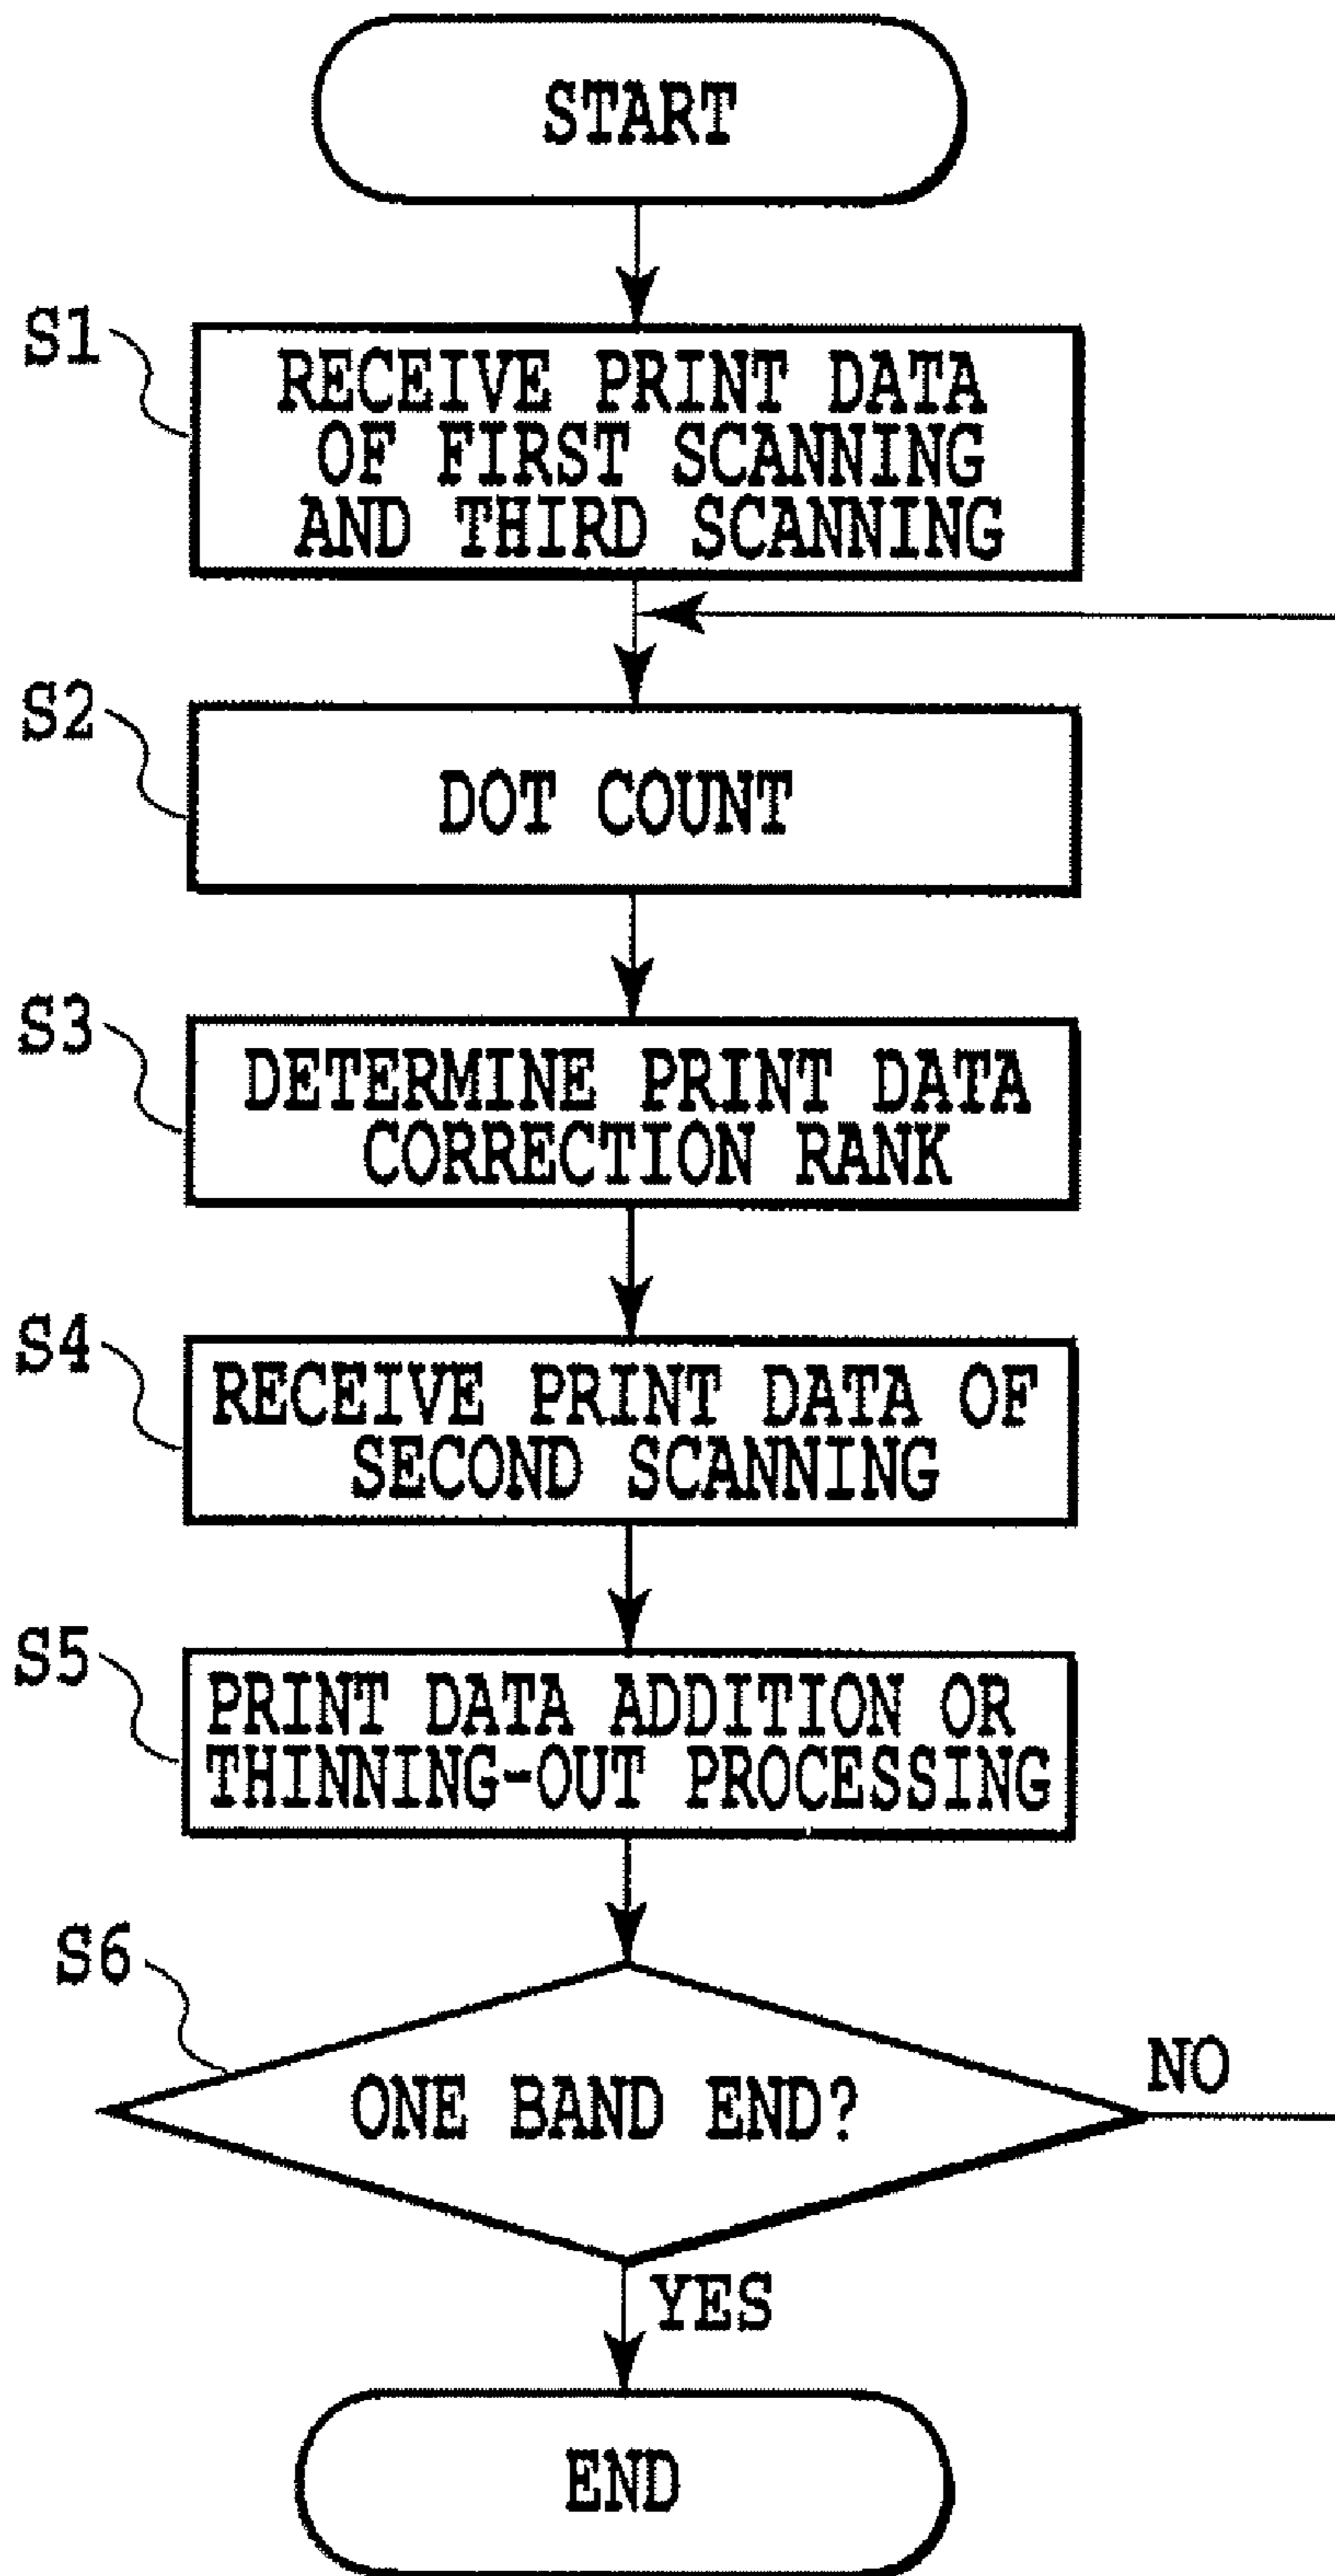 START
S1
RECEIVE PRINT DATA
OF FIRST SCANNING
AND THIRD SCANNING
S2
DOT COUNT
S3
DETERMINE PRINT DATA
CORRECTION RANK
S4
RECEIVE PRINT DATA OF
SECOND SCANNING
S5
PRINT DATA ADDITION OR
THINNING-OUT PROCESSING
S6
ONE BAND END?
NO
YES
END